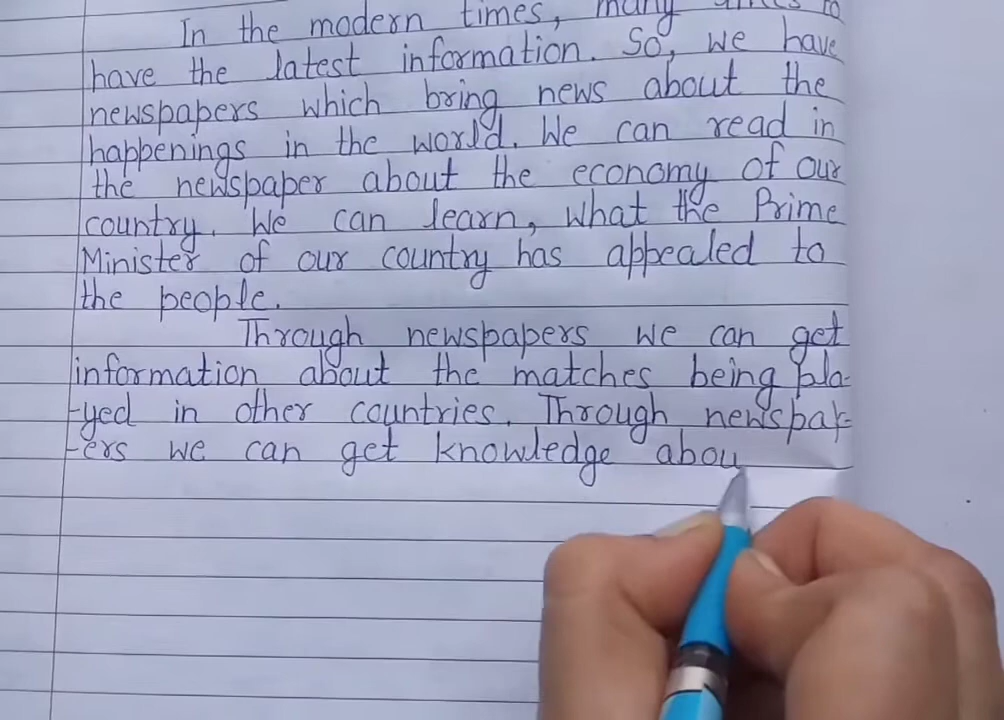 In the modern times, many
have the latest information. So, we have
newspapers which bring news about the
happenings in the world. We can read in
the newspaper about the economy of our
country. We can learn, what the Prime
Minister of our country has appealed to
the people.
Through newspapers we can get
information about the matches being pla-
-yed in other countries. Through newspap-
-ers we can get knowledge abou